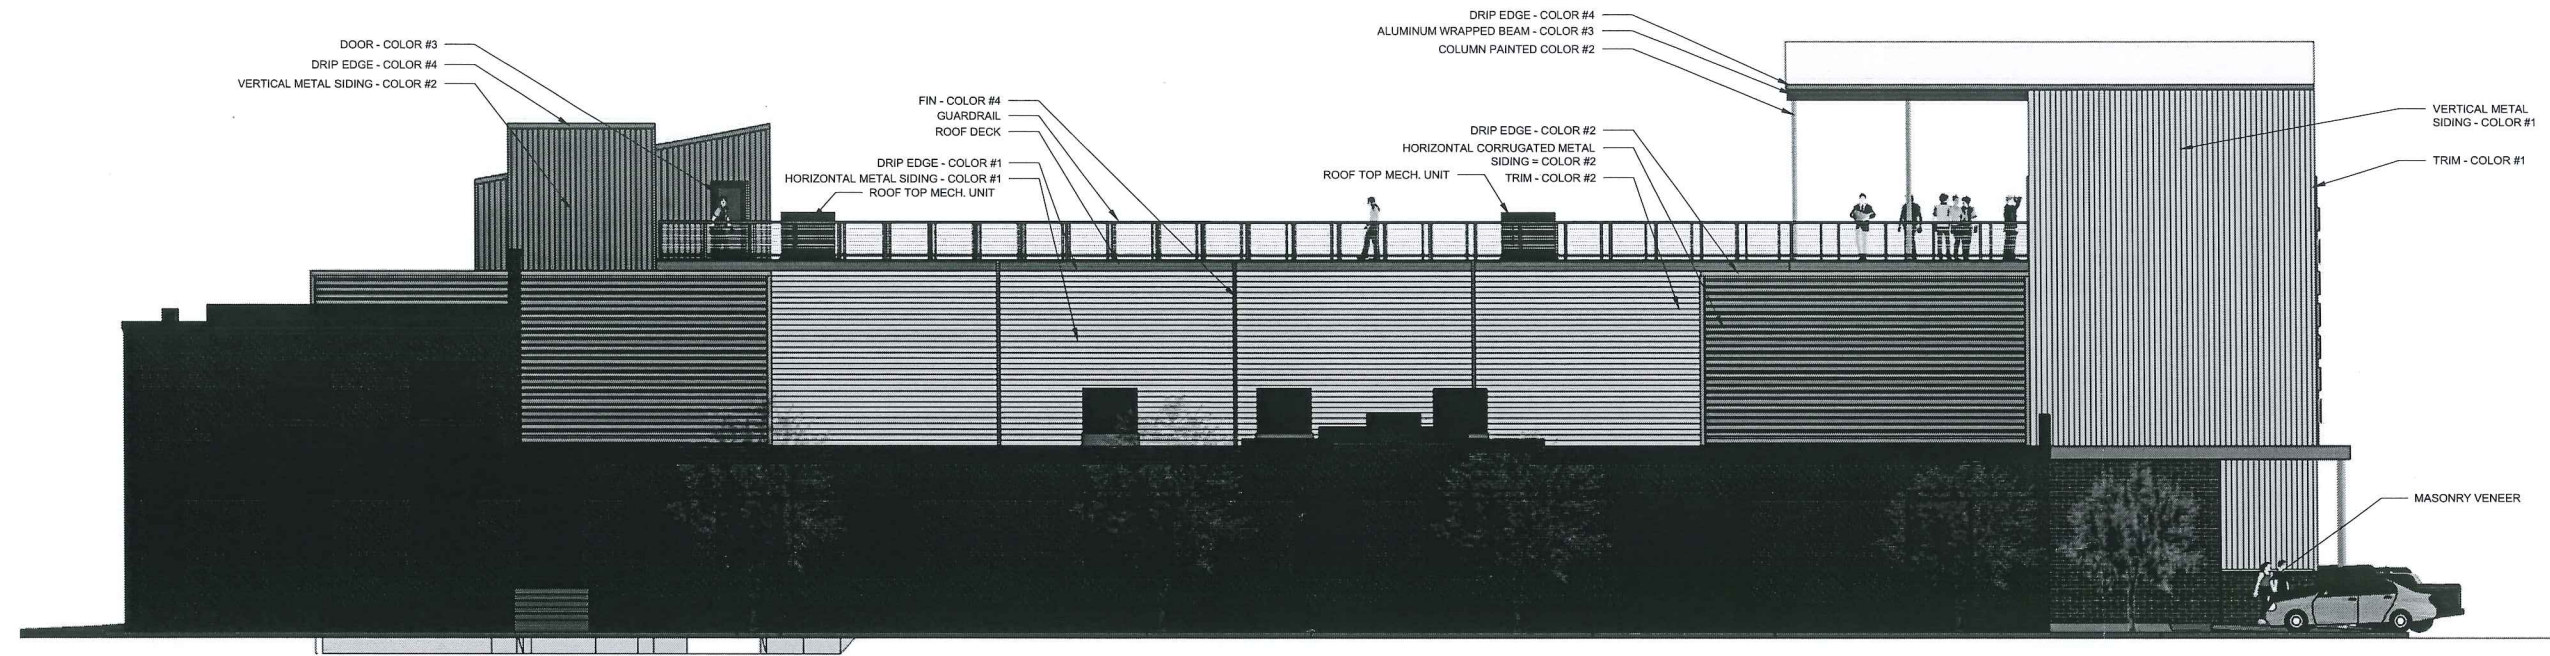 DOOR - COLOR #3
DRIP EDGE - COLOR #4
VERTICAL METAL SIDING - COLOR #2
FIN - COLOR #4
GUARDRAIL
ROOF DECK
DRIP EDGE - COLOR #1
HORIZONTAL METAL SIDING - COLOR #1
ROOF TOP MECH. UNIT
DRIP EDGE - COLOR #4
ALUMINUM WRAPPED BEAM - COLOR #3
COLUMN PAINTED COLOR #2
DRIP EDGE - COLOR #2
HORIZONTAL CORRUGATED METAL
SIDING = COLOR #2
ROOF TOP MECH. UNIT
TRIM - COLOR #2
VERTICAL METAL
SIDING - COLOR #1
TRIM - COLOR #1
MASONRY VENEER